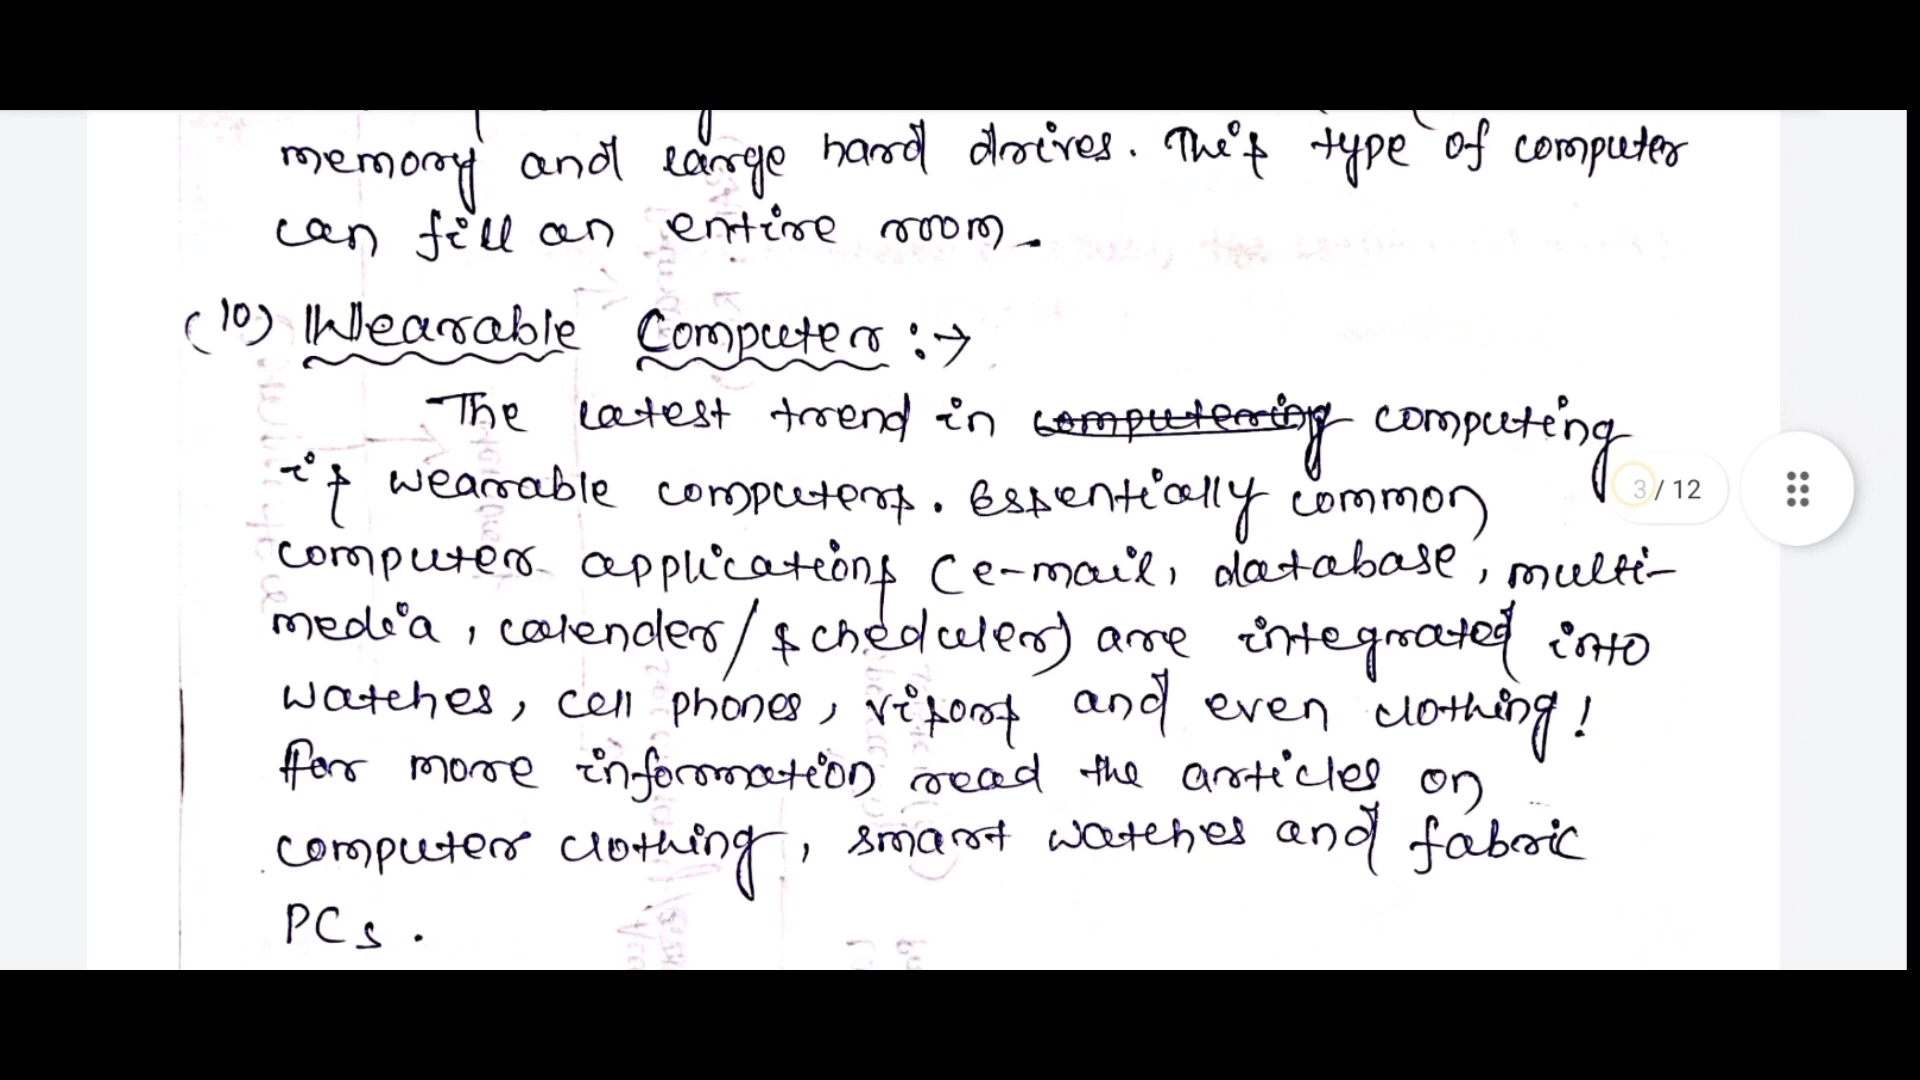 memory and large hard drives. This type of computer
can fill an entire room.
(10) Wearable Computer :→
The latest trend in computering computing
is wearable computers. Essentially common
computer applications (e-mail, database, multi-
media, calender/scheduler) are integrated into
watches, cell phones, visors and even clothing!
for more information read the articles on
computer clothing, smart watches and fabric
PCs.
3/12